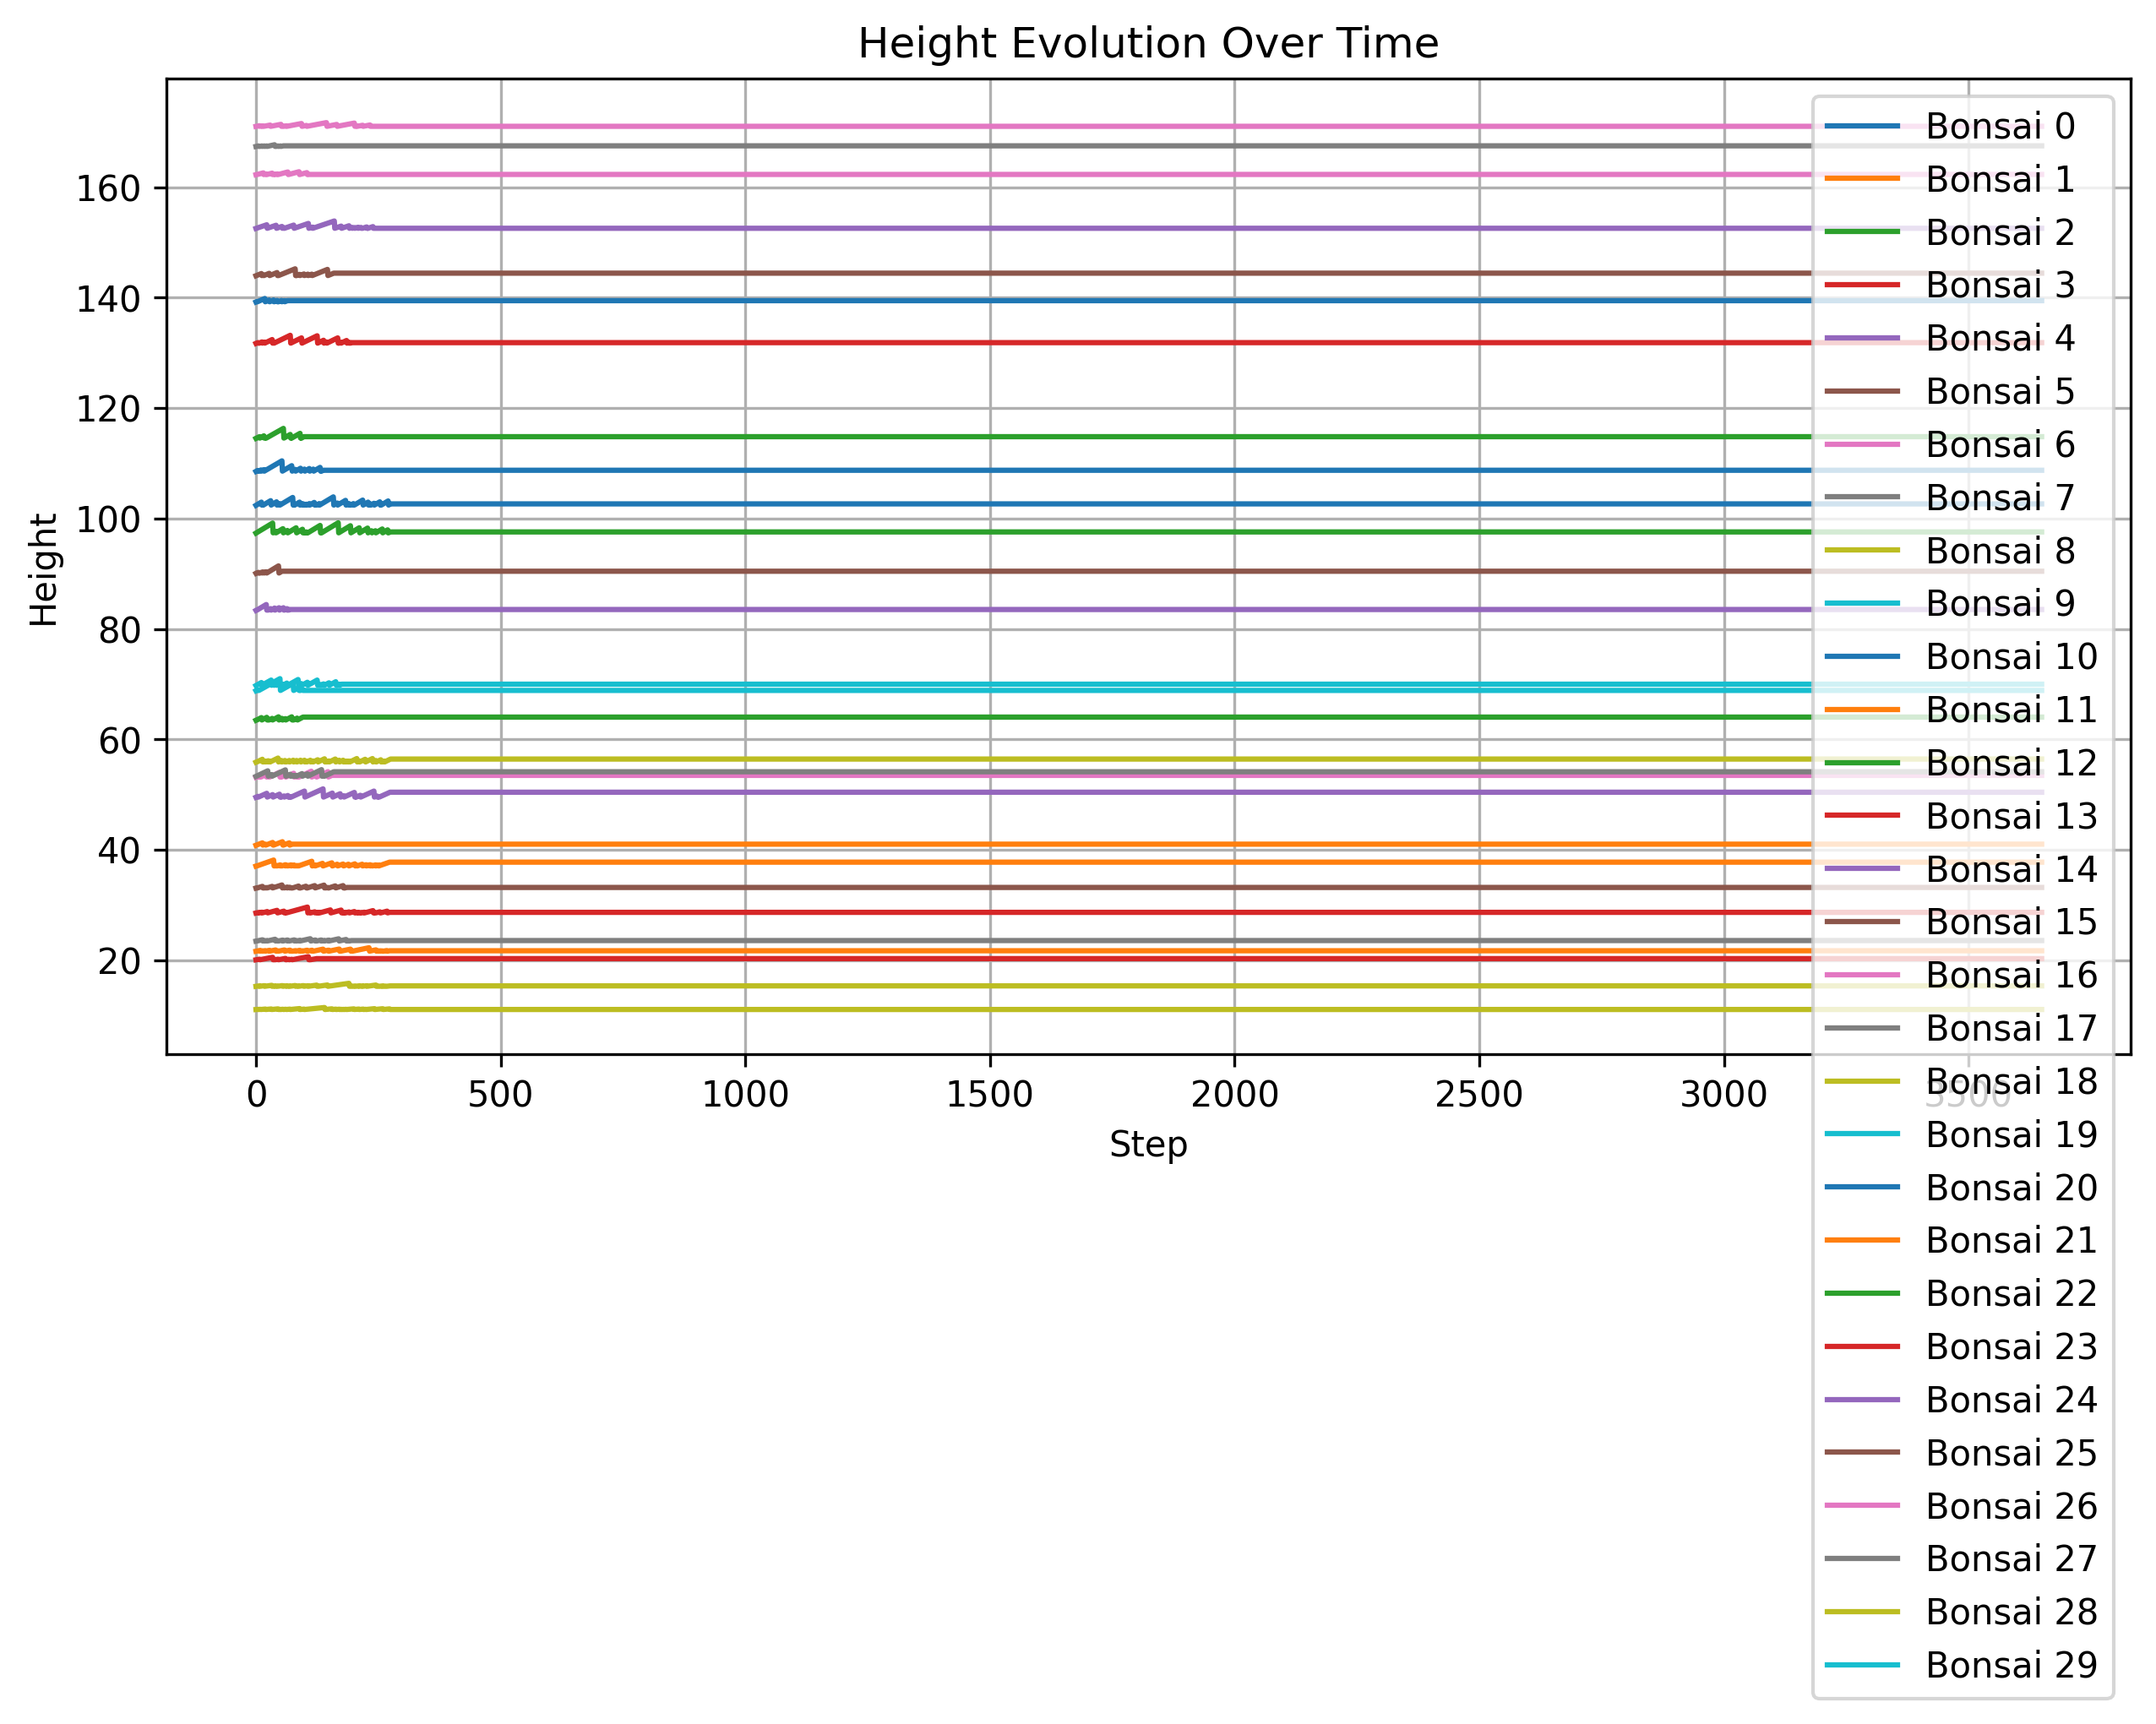 Height Evolution Over Time
Height
160
140
120
100
80
60
40
20
0
500
1000
1500
2000
2500
3000
3500
Step
Bonsai 0
Bonsai 1
Bonsai 2
Bonsai 3
Bonsai 4
Bonsai 5
Bonsai 6
Bonsai 7
Bonsai 8
Bonsai 9
Bonsai 10
Bonsai 11
Bonsai 12
Bonsai 13
Bonsai 14
Bonsai 15
Bonsai 16
Bonsai 17
Bonsai 18
Bonsai 19
Bonsai 20
Bonsai 21
Bonsai 22
Bonsai 23
Bonsai 24
Bonsai 25
Bonsai 26
Bonsai 27
Bonsai 28
Bonsai 29